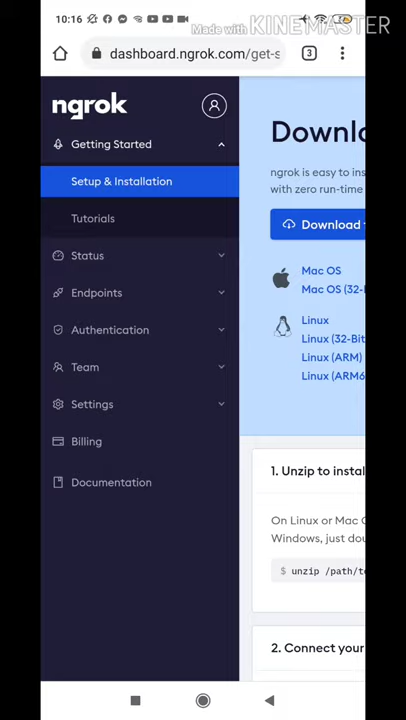 10:16
Made with KINEMASTER
dashboard.ngrok.com/get-s
3
ngrok
Getting Started
Setup & Installation
Tutorials
Status
Endpoints
Authentication
Team
Settings
Billing
Documentation
Downlo
ngrok is easy to ins
with zero run-time
Download f
Mac OS
Mac OS (32-
Linux
Linux (32-Bit
Linux (ARM)
Linux (ARM6
1. Unzip to instal
On Linux or Mac O
Windows, just dou
$ unzip /path/to
2. Connect your